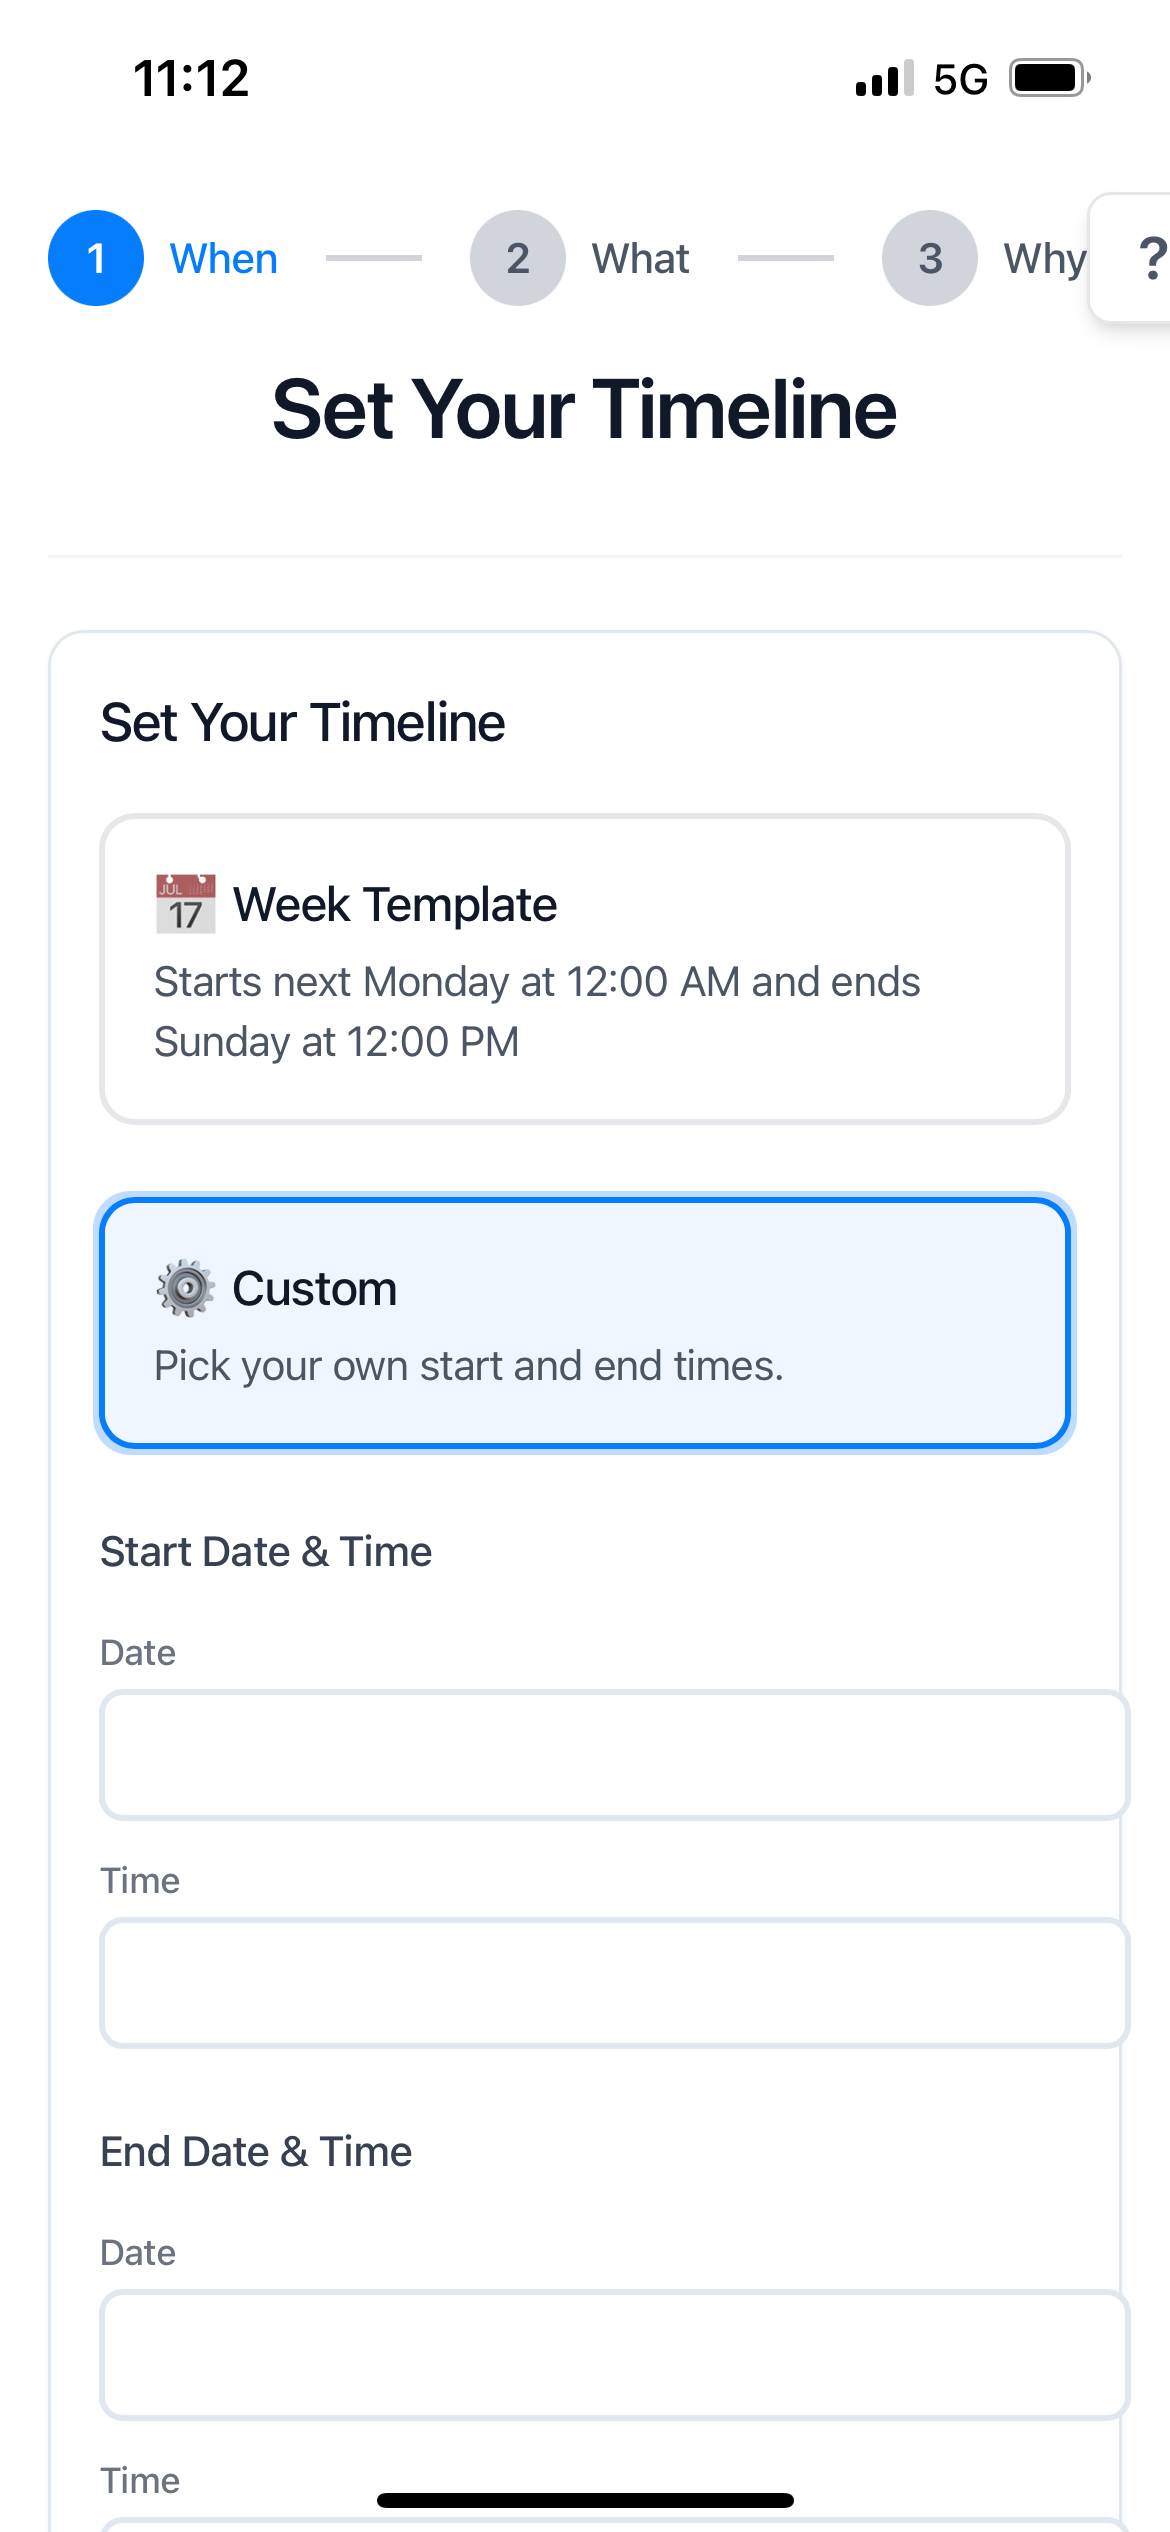 11:12 5G
1 When 2 What 3 Why ?
Set Your Timeline
Set Your Timeline
JUL 17 Week Template
Starts next Monday at 12:00 AM and ends
Sunday at 12:00 PM
Custom
Pick your own start and end times.
Start Date & Time
Date
Time
End Date & Time
Date
Time